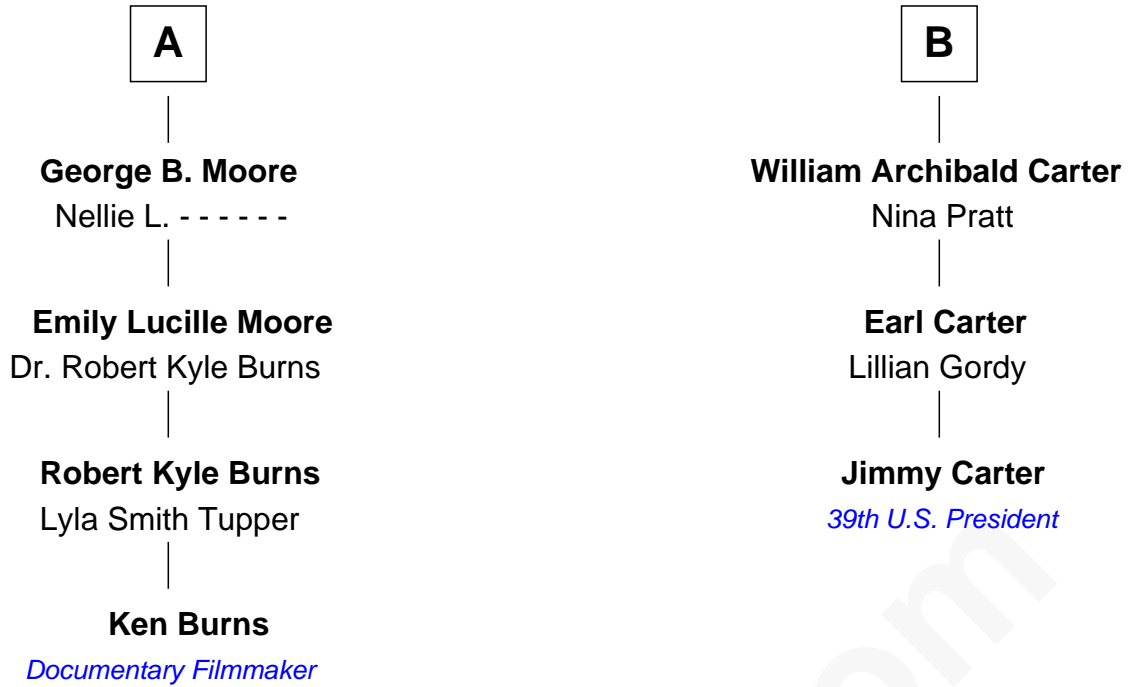 A
George B. Moore
Nellie L. - - - - - -
Emily Lucille Moore
Dr. Robert Kyle Burns
Robert Kyle Burns
Lyla Smith Tupper
Ken Burns
Documentary Filmmaker
B
William Archibald Carter
Nina Pratt
Earl Carter
Lillian Gordy
Jimmy Carter
39th U.S. President
om